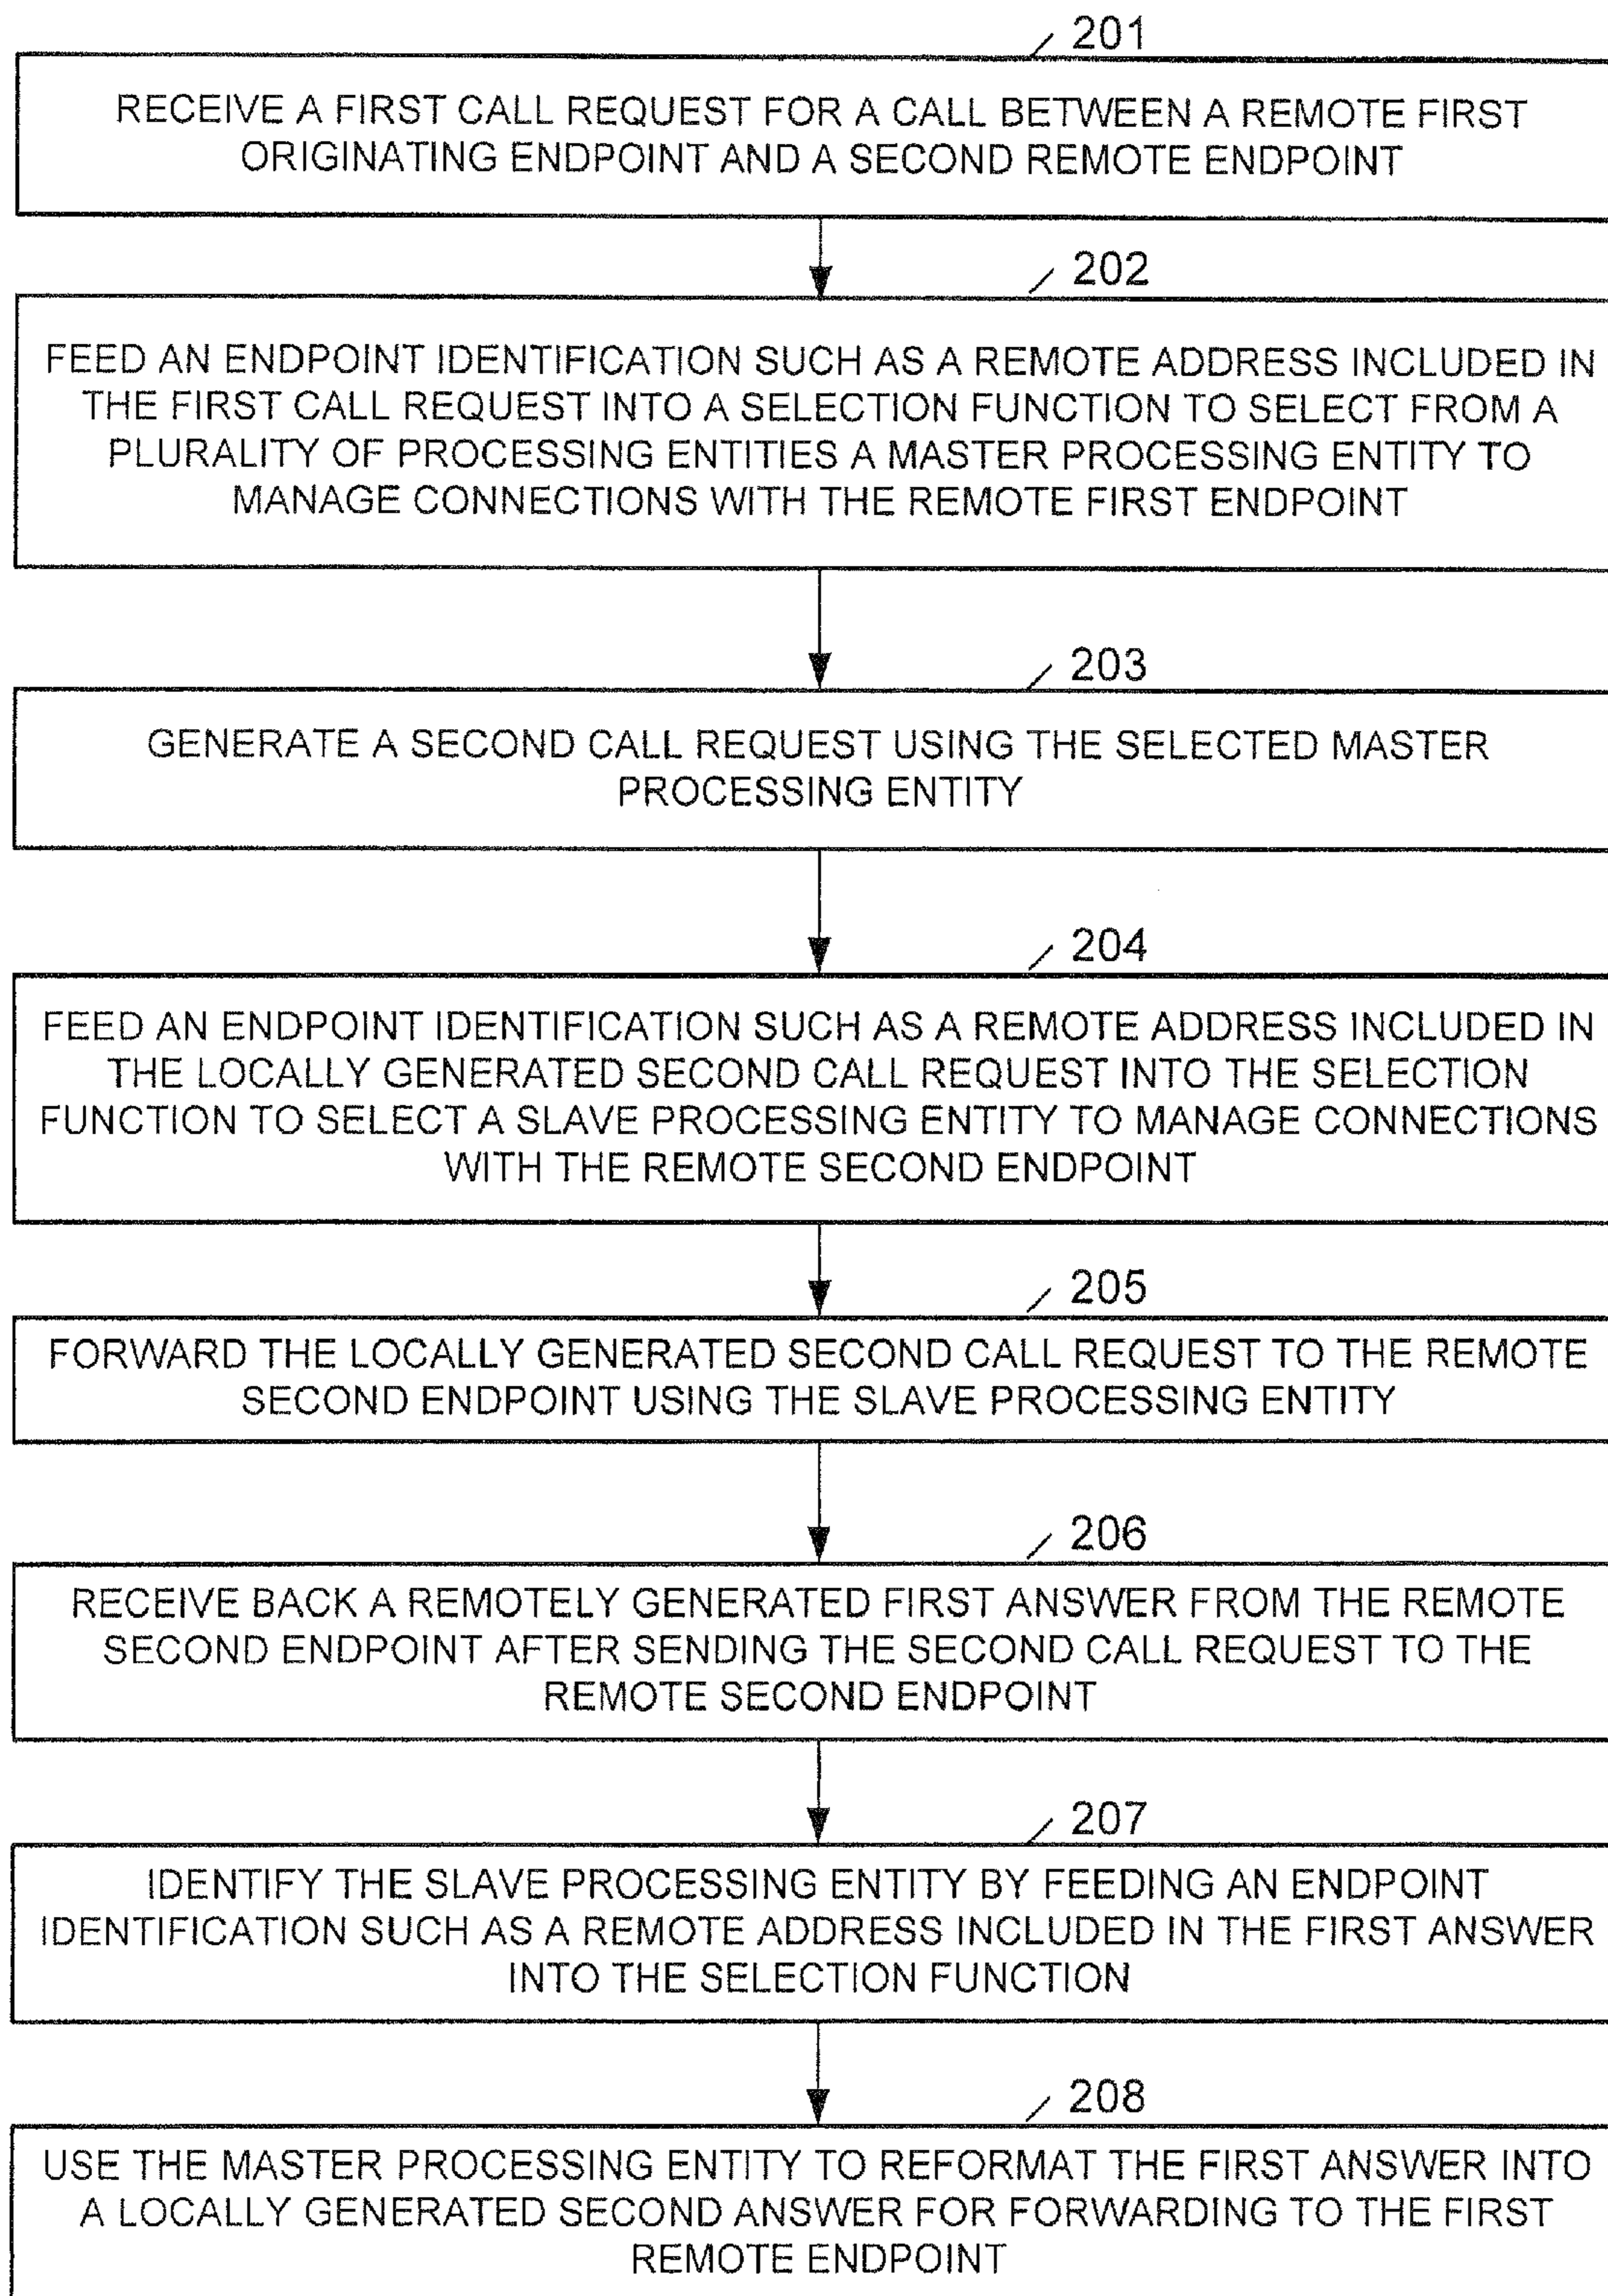 201
RECEIVE A FIRST CALL REQUEST FOR A CALL BETWEEN A REMOTE FIRST
ORIGINATING ENDPOINT AND A SECOND REMOTE ENDPOINT
202
FEED AN ENDPOINT IDENTIFICATION SUCH AS A REMOTE ADDRESS INCLUDED IN
THE FIRST CALL REQUEST INTO A SELECTION FUNCTION TO SELECT FROM A
PLURALITY OF PROCESSING ENTITIES A MASTER PROCESSING ENTITY TO
MANAGE CONNECTIONS WITH THE REMOTE FIRST ENDPOINT
203
GENERATE A SECOND CALL REQUEST USING THE SELECTED MASTER
PROCESSING ENTITY
204
FEED AN ENDPOINT IDENTIFICATION SUCH AS A REMOTE ADDRESS INCLUDED IN
THE LOCALLY GENERATED SECOND CALL REQUEST INTO THE SELECTION
FUNCTION TO SELECT A SLAVE PROCESSING ENTITY TO MANAGE CONNECTIONS
WITH THE REMOTE SECOND ENDPOINT
205
FORWARD THE LOCALLY GENERATED SECOND CALL REQUEST TO THE REMOTE
SECOND ENDPOINT USING THE SLAVE PROCESSING ENTITY
206
RECEIVE BACK A REMOTELY GENERATED FIRST ANSWER FROM THE REMOTE
SECOND ENDPOINT AFTER SENDING THE SECOND CALL REQUEST TO THE
REMOTE SECOND ENDPOINT
207
IDENTIFY THE SLAVE PROCESSING ENTITY BY FEEDING AN ENDPOINT
IDENTIFICATION SUCH AS A REMOTE ADDRESS INCLUDED IN THE FIRST ANSWER
INTO THE SELECTION FUNCTION
208
USE THE MASTER PROCESSING ENTITY TO REFORMAT THE FIRST ANSWER INTO
A LOCALLY GENERATED SECOND ANSWER FOR FORWARDING TO THE FIRST
REMOTE ENDPOINT